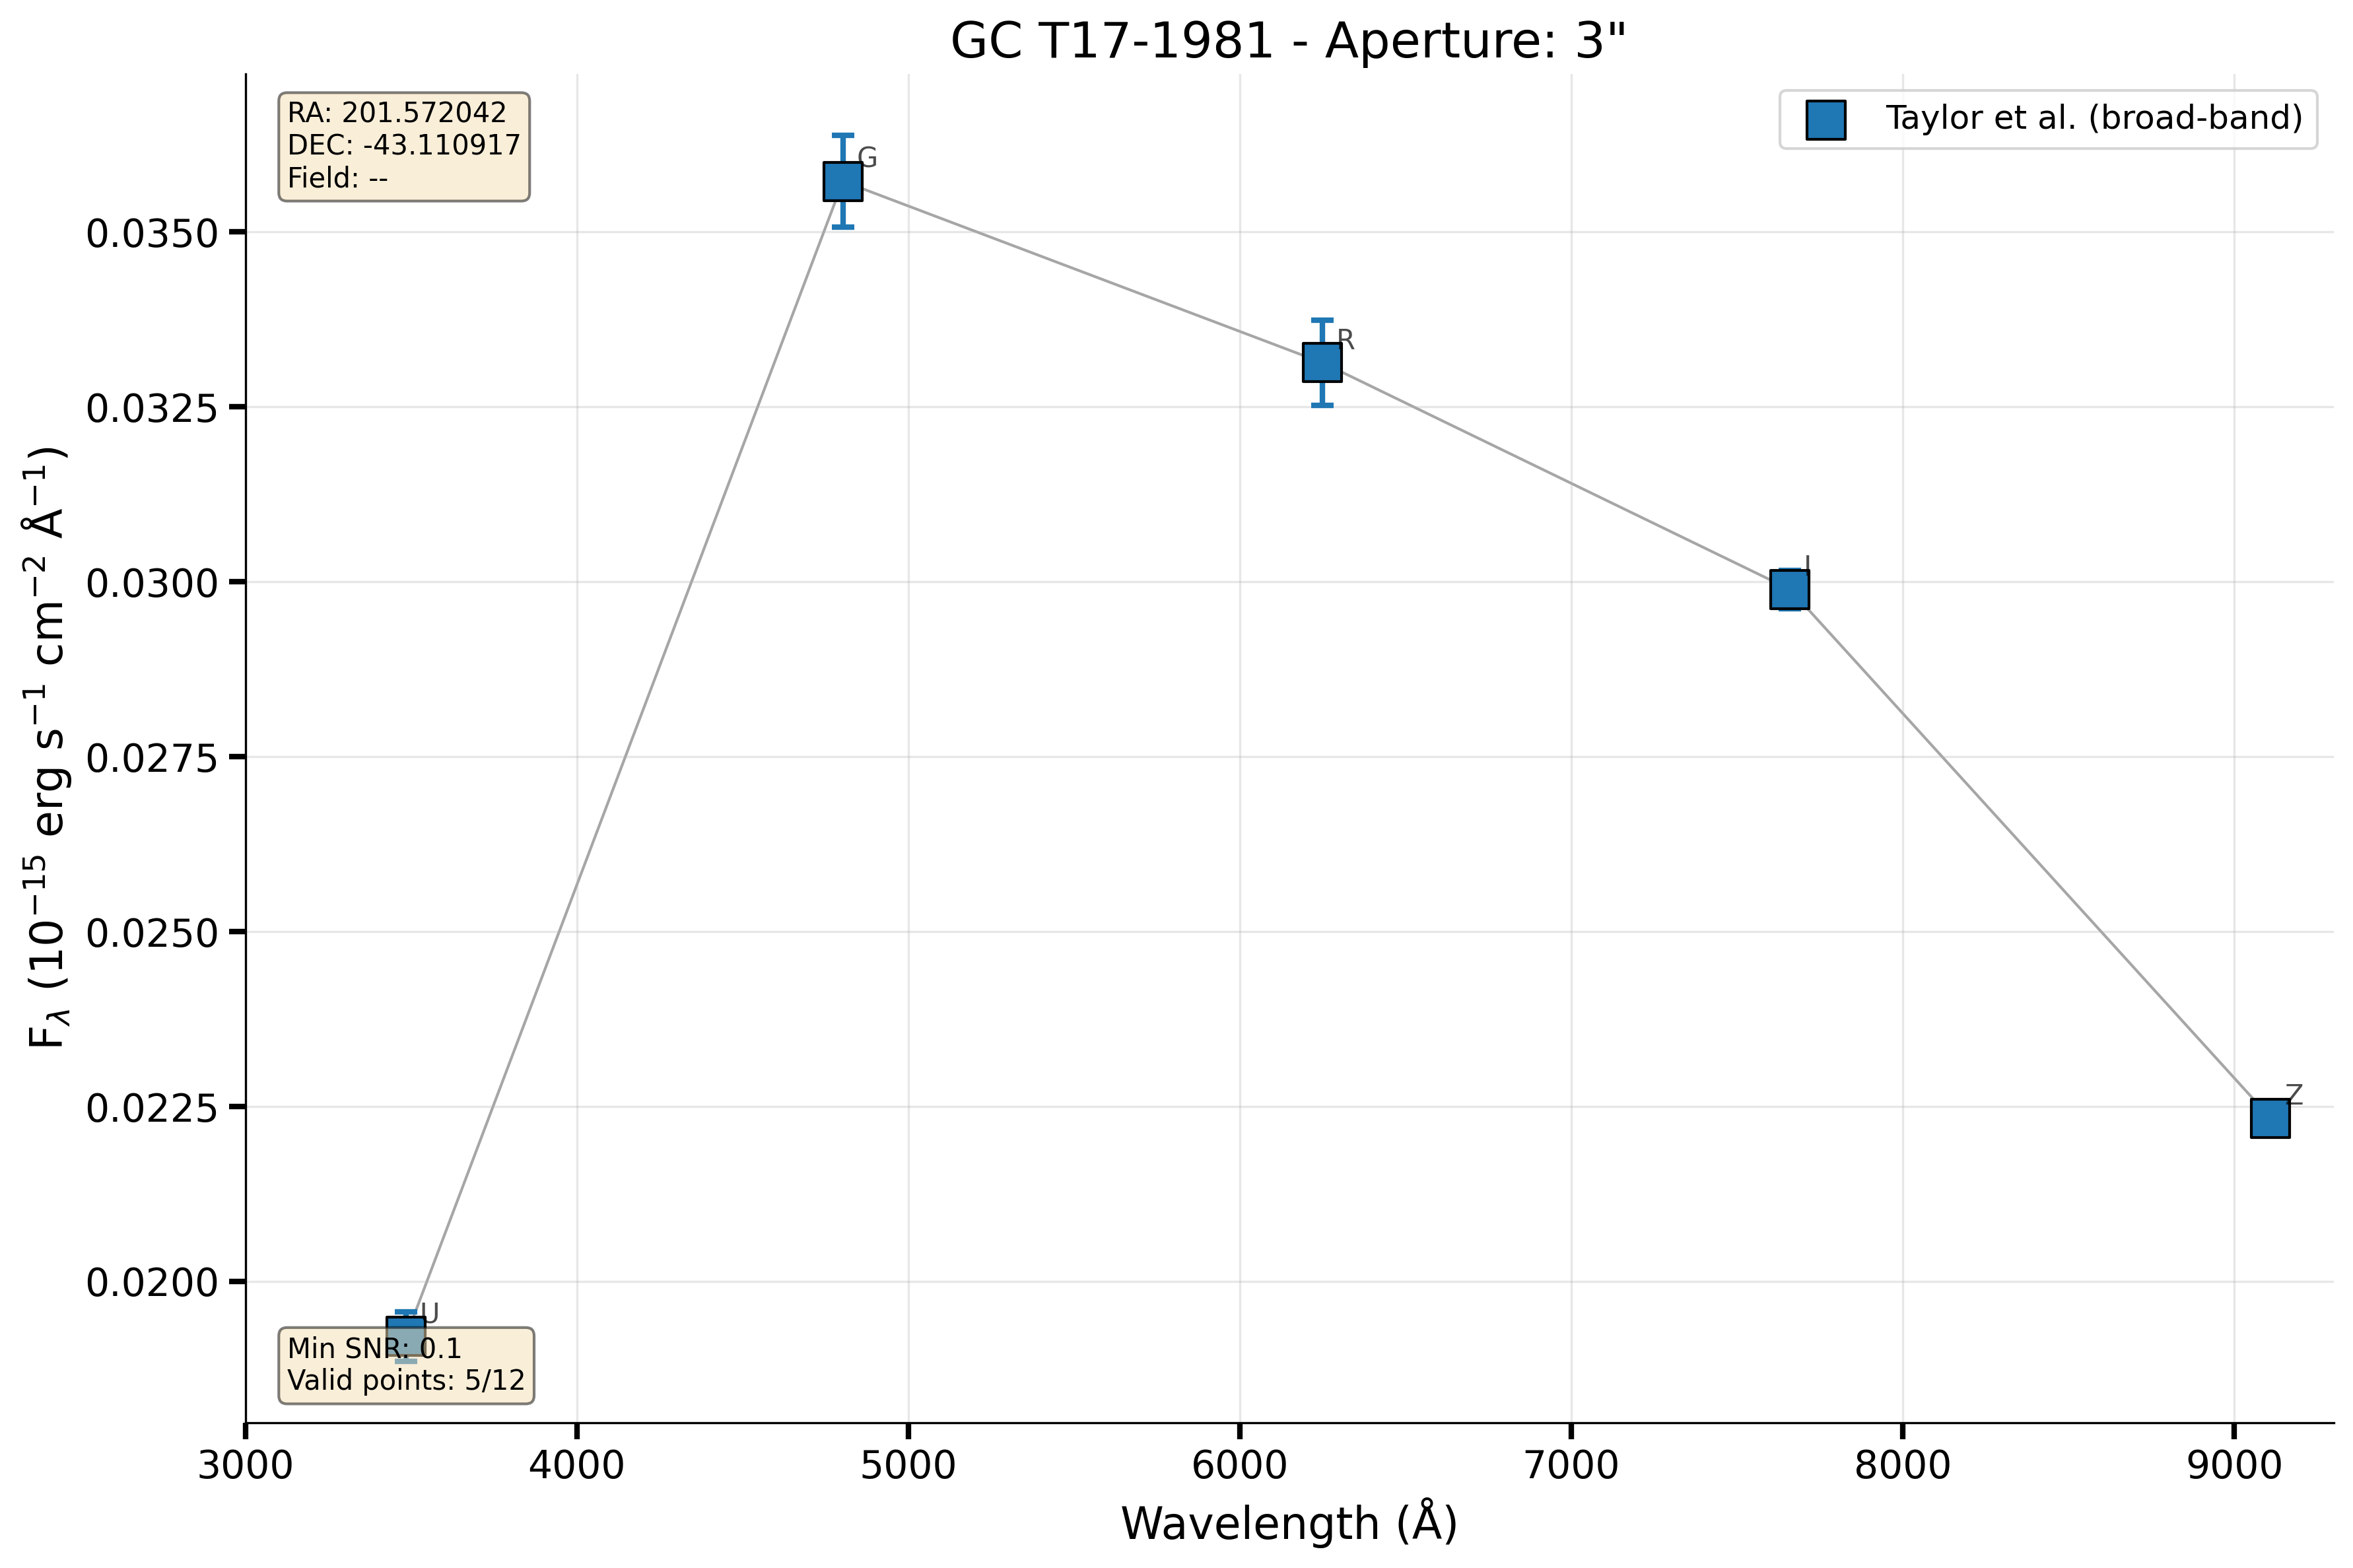 GC T17-1981 - Aperture: 3"
RA: 201.572042
DEC: -43.110917
Field: --
Taylor et al. (broad-band)
G
R
I
Z
U
Min SNR: 0.1
Valid points: 5/12
0.0350
0.0325
0.0300
0.0275
0.0250
0.0225
0.0200
F_λ (10⁻¹⁵ erg s⁻¹ cm⁻² Å⁻¹)
3000 4000 5000 6000 7000 8000 9000
Wavelength (Å)